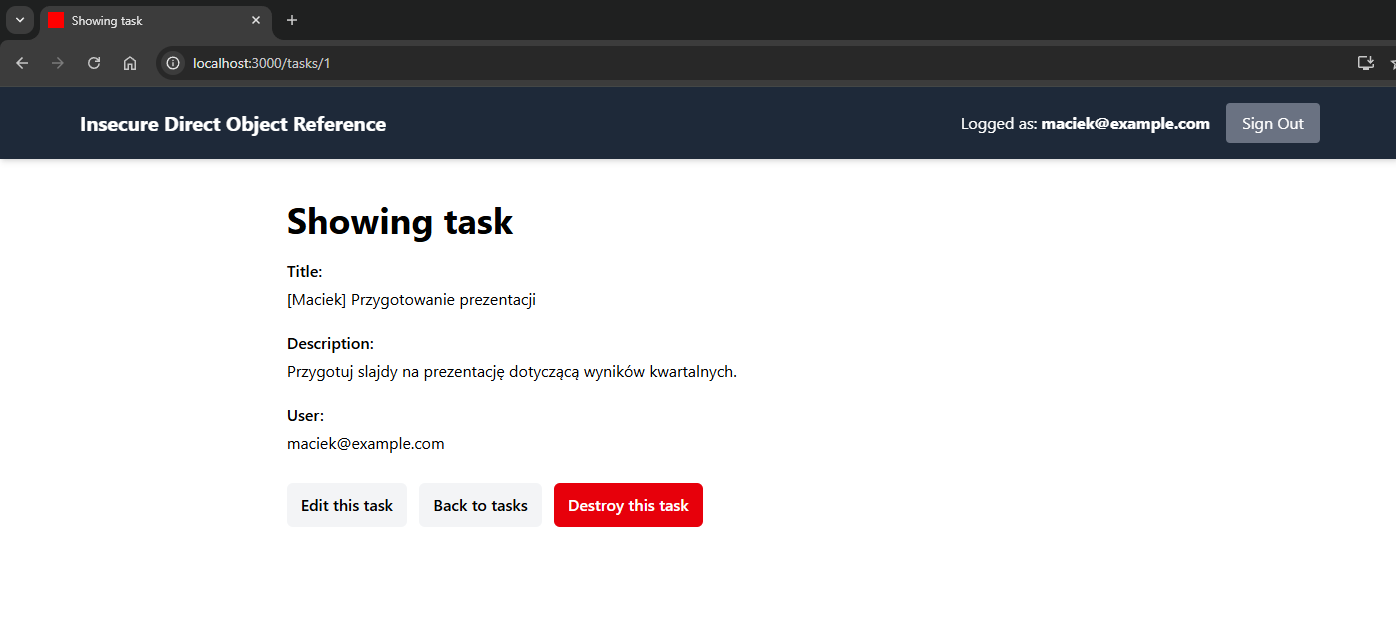 Showing task
localhost:3000/tasks/1
Insecure Direct Object Reference
Logged as: maciek@example.com
Sign Out
Showing task
Title:
[Maciek] Przygotowanie prezentacji
Description:
Przygotuj slajdy na prezentację dotyczącą wyników kwartalnych.
User:
maciek@example.com
Edit this task
Back to tasks
Destroy this task